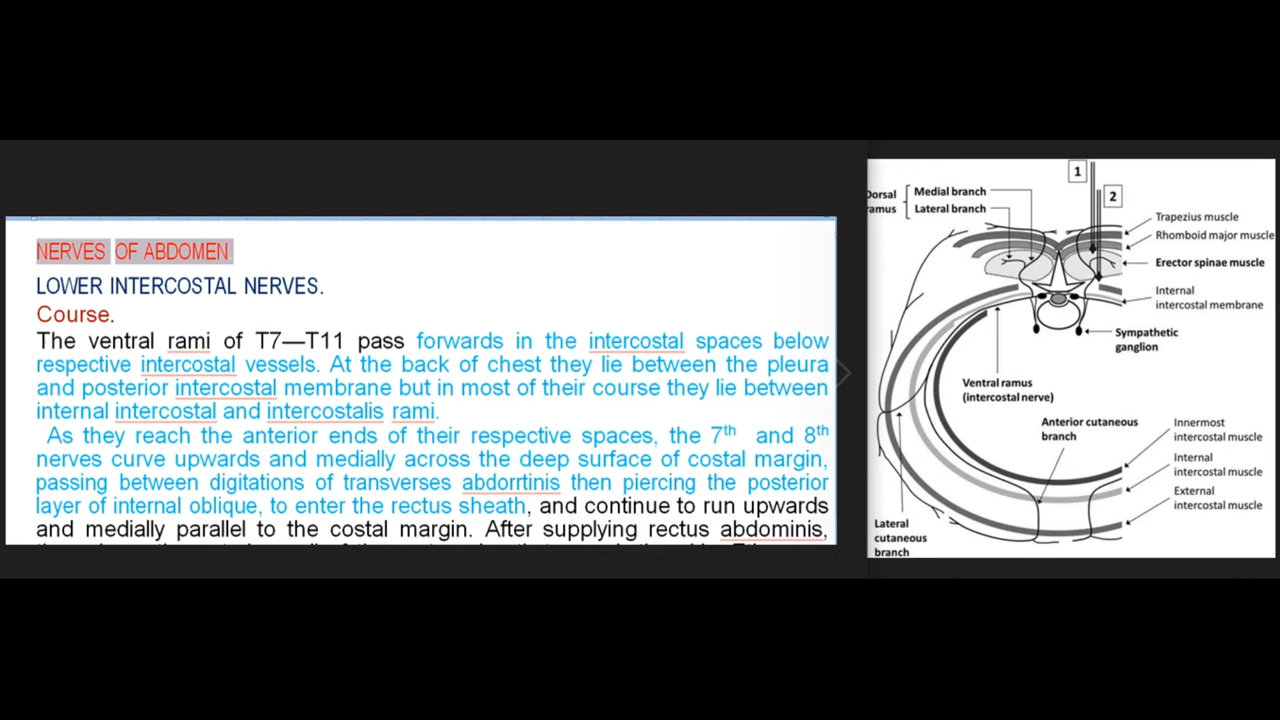 NERVES OF ABDOMEN.
LOWER INTERCOSTAL NERVES.
Course.
The ventral rami of T7—T11 pass forwards in the intercostal spaces below
respective intercostal vessels. At the back of chest they lie between the pleura
and posterior intercostal membrane but in most of their course they lie between
internal intercostal and intercostalis rami.
As they reach the anterior ends of their respective spaces, the 7th and 8th
nerves curve upwards and medially across the deep surface of costal margin,
passing between digitations of transverses abdorrtinis then piercing the posterior
layer of internal oblique, to enter the rectus sheath, and continue to run upwards
and medially parallel to the costal margin. After supplying rectus abdominis,
1
2
Dorsal
ramus
Medial branch
Lateral branch
Trapezius muscle
Rhomboid major muscle
Erector spinae muscle
Internal
intercostal membrane
Sympathetic
ganglion
Ventral ramus
(intercostal nerve)
Anterior cutaneous
branch
Innermost
intercostal muscle
Internal
intercostal muscle
External
intercostal muscle
Lateral
cutaneous
branch